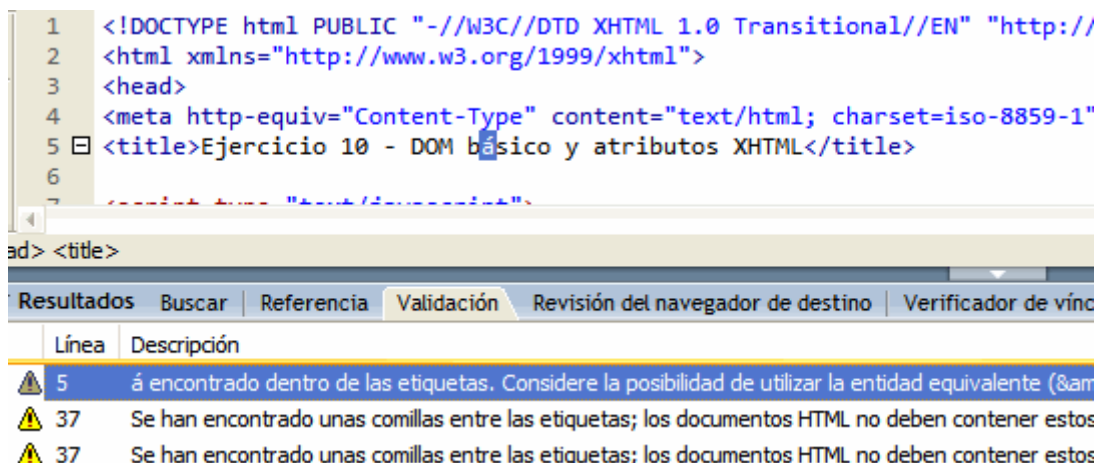 1 <!DOCTYPE html PUBLIC "-//W3C//DTD XHTML 1.0 Transitional//EN" "http://
2 <html xmlns="http://www.w3.org/1999/xhtml">
3 <head>
4 <meta http-equiv="Content-Type" content="text/html; charset=iso-8859-1"
5 <title>Ejercicio 10 - DOM básico y atributos XHTML</title>
6
7 <script type="text/javascript">
ad> <title>
Resultados Buscar Referencia Validación Revisión del navegador de destino Verificador de vínc
Línea Descripción
5 á encontrado dentro de las etiquetas. Considere la posibilidad de utilizar la entidad equivalente (&am
37 Se han encontrado unas comillas entre las etiquetas; los documentos HTML no deben contener estos
37 Se han encontrado unas comillas entre las etiquetas; los documentos HTML no deben contener estos